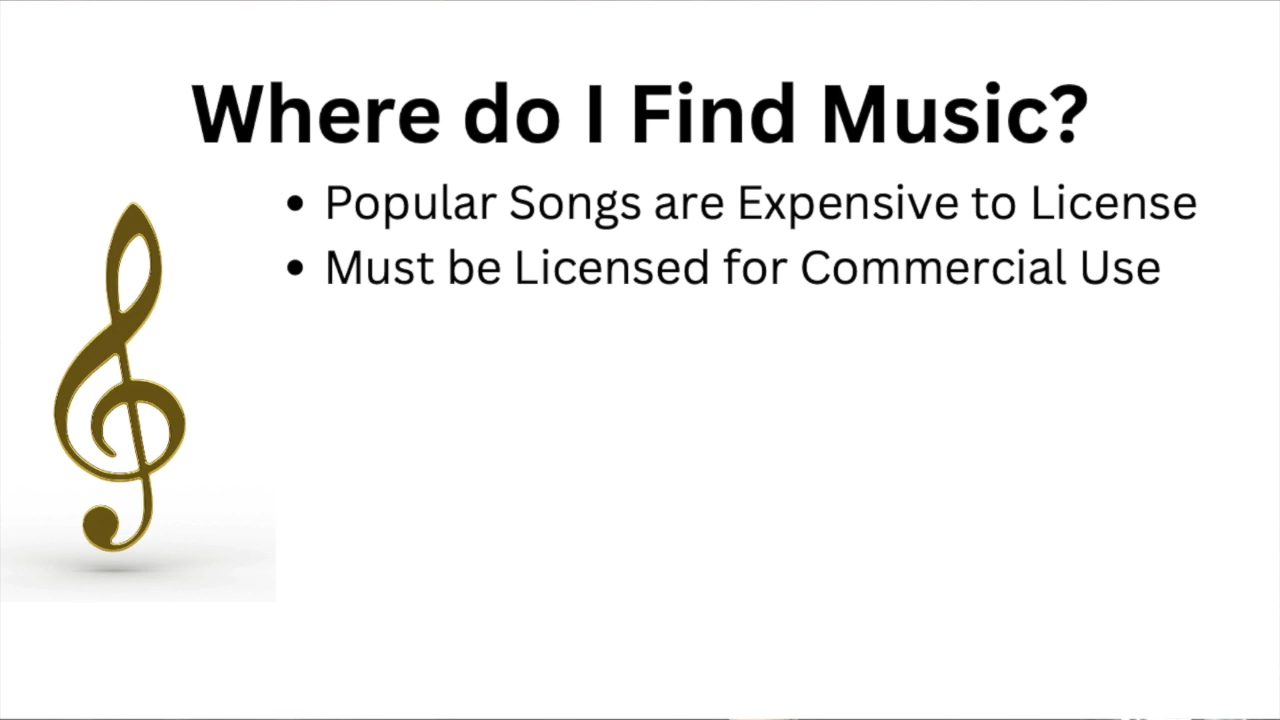 Where do I Find Music?
• Popular Songs are Expensive to License
• Must be Licensed for Commercial Use